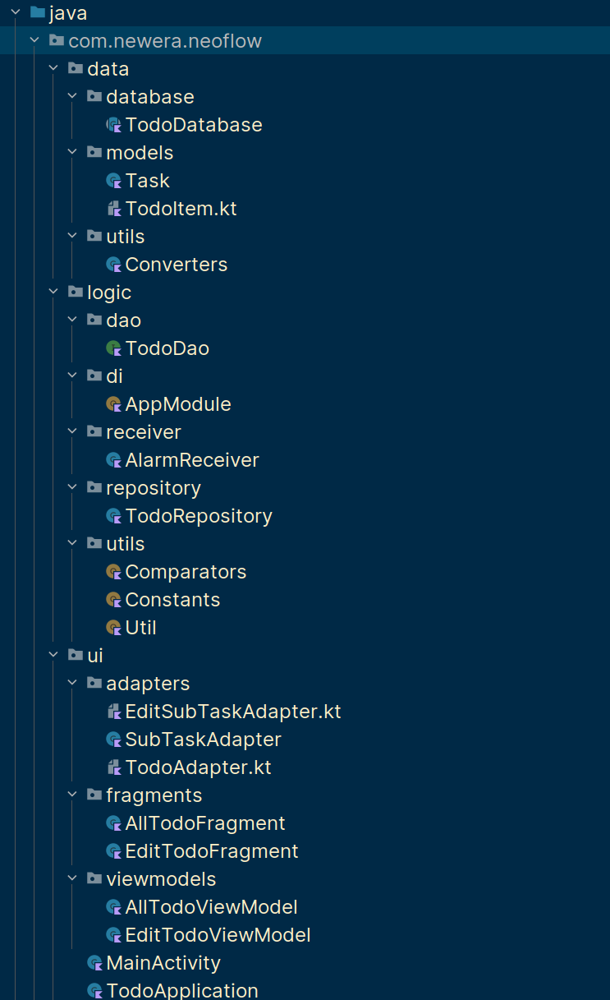 java
com.newera.neoflow
data
database
TodoDatabase
models
Task
TodoItem.kt
utils
Converters
logic
dao
TodoDao
di
AppModule
receiver
AlarmReceiver
repository
TodoRepository
utils
Comparators
Constants
Util
ui
adapters
EditSubTaskAdapter.kt
SubTaskAdapter
TodoAdapter.kt
fragments
AllTodoFragment
EditTodoFragment
viewmodels
AllTodoViewModel
EditTodoViewModel
MainActivity
TodoApplication